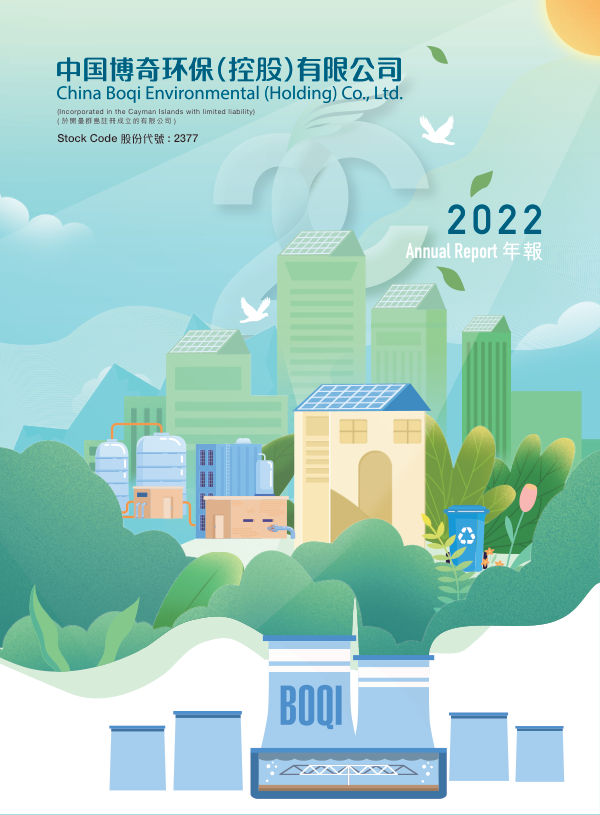 中国博奇环保（控股）有限公司
China Boqi Environmental (Holding) Co., Ltd.
(Incorporated in the Cayman Islands with limited liability)
（於開曼群島註冊成立的有限公司）
Stock Code 股份代號 : 2377
2022
Annual Report 年報
BOQI